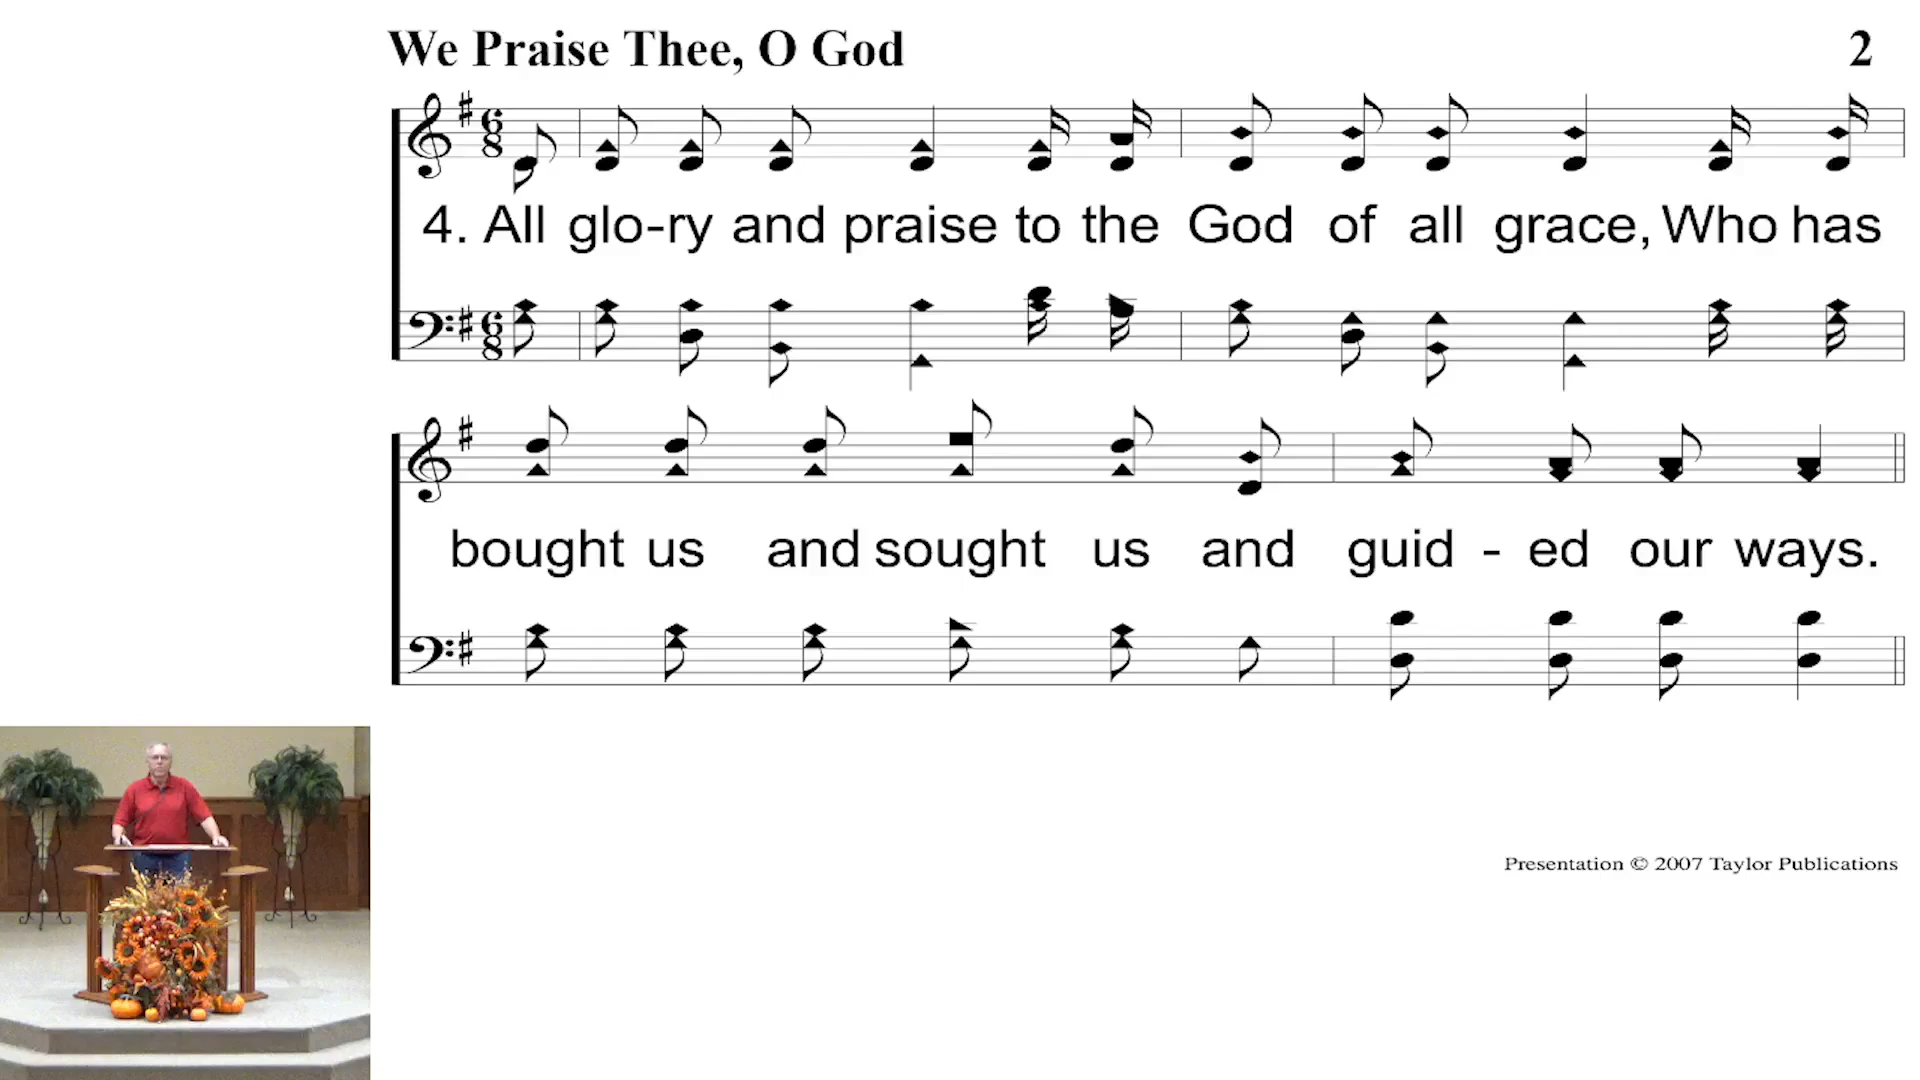 We Praise Thee, O God 2
4. All glo-ry and praise to the God of all grace, Who has
bought us and sought us and guid - ed our ways.
Presentation © 2007 Taylor Publications